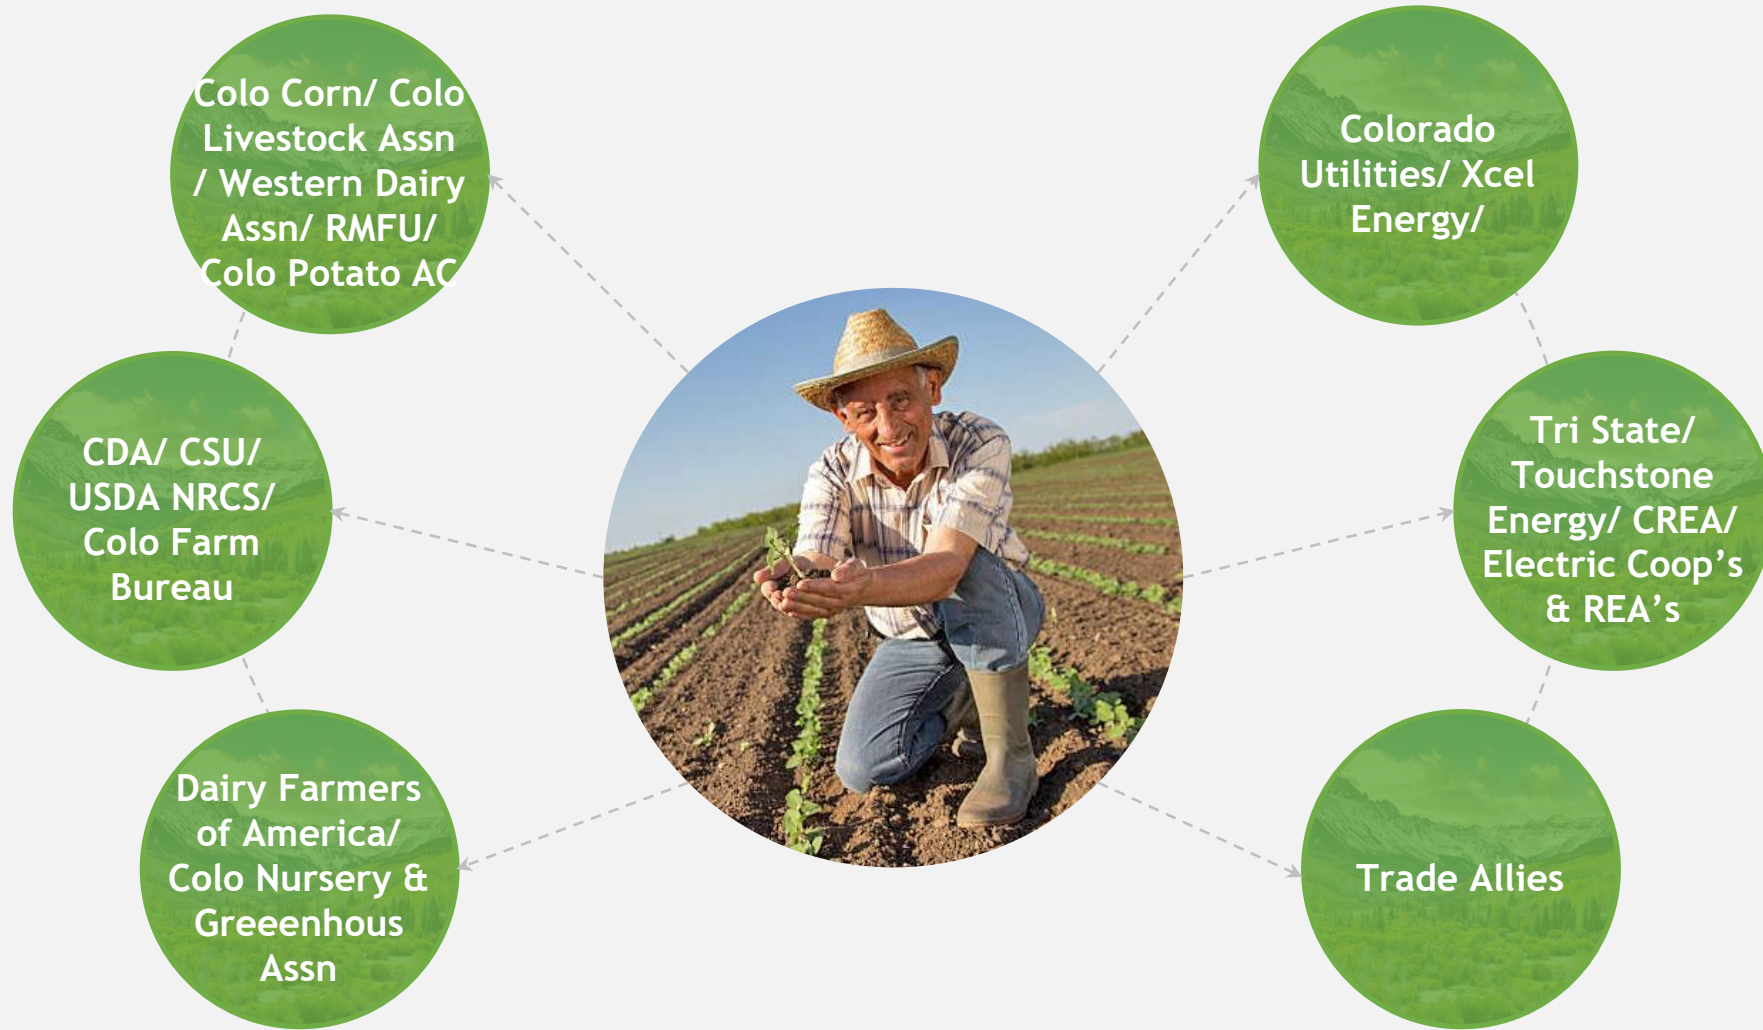 Colo Corn/ Colo
Livestock Assn
/ Western Dairy
Assn/ RMFU/
Colo Potato AC
CDA/ CSU/
USDA NRCS/
Colo Farm
Bureau
Dairy Farmers
of America/
Colo Nursery &
Greeenhous
Assn
Colorado
Utilities/ Xcel
Energy/
Tri State/
Touchstone
Energy/ CREA/
Electric Coop’s
& REA’s
Trade Allies